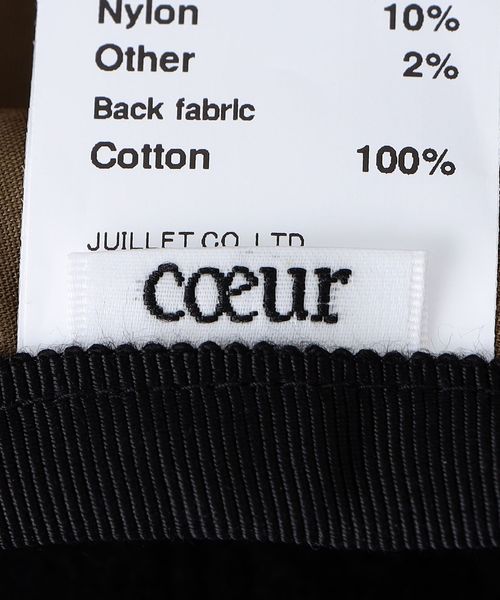 Nylon 10%
Other 2%
Back fabric
Cotton 100%
JUILLET CO. LTD
cœur